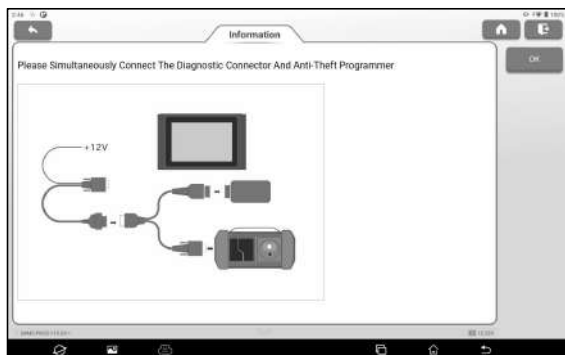 Information
Please Simultaneously Connect The Diagnostic Connector And Anti-Theft Programmer
OK
+12V